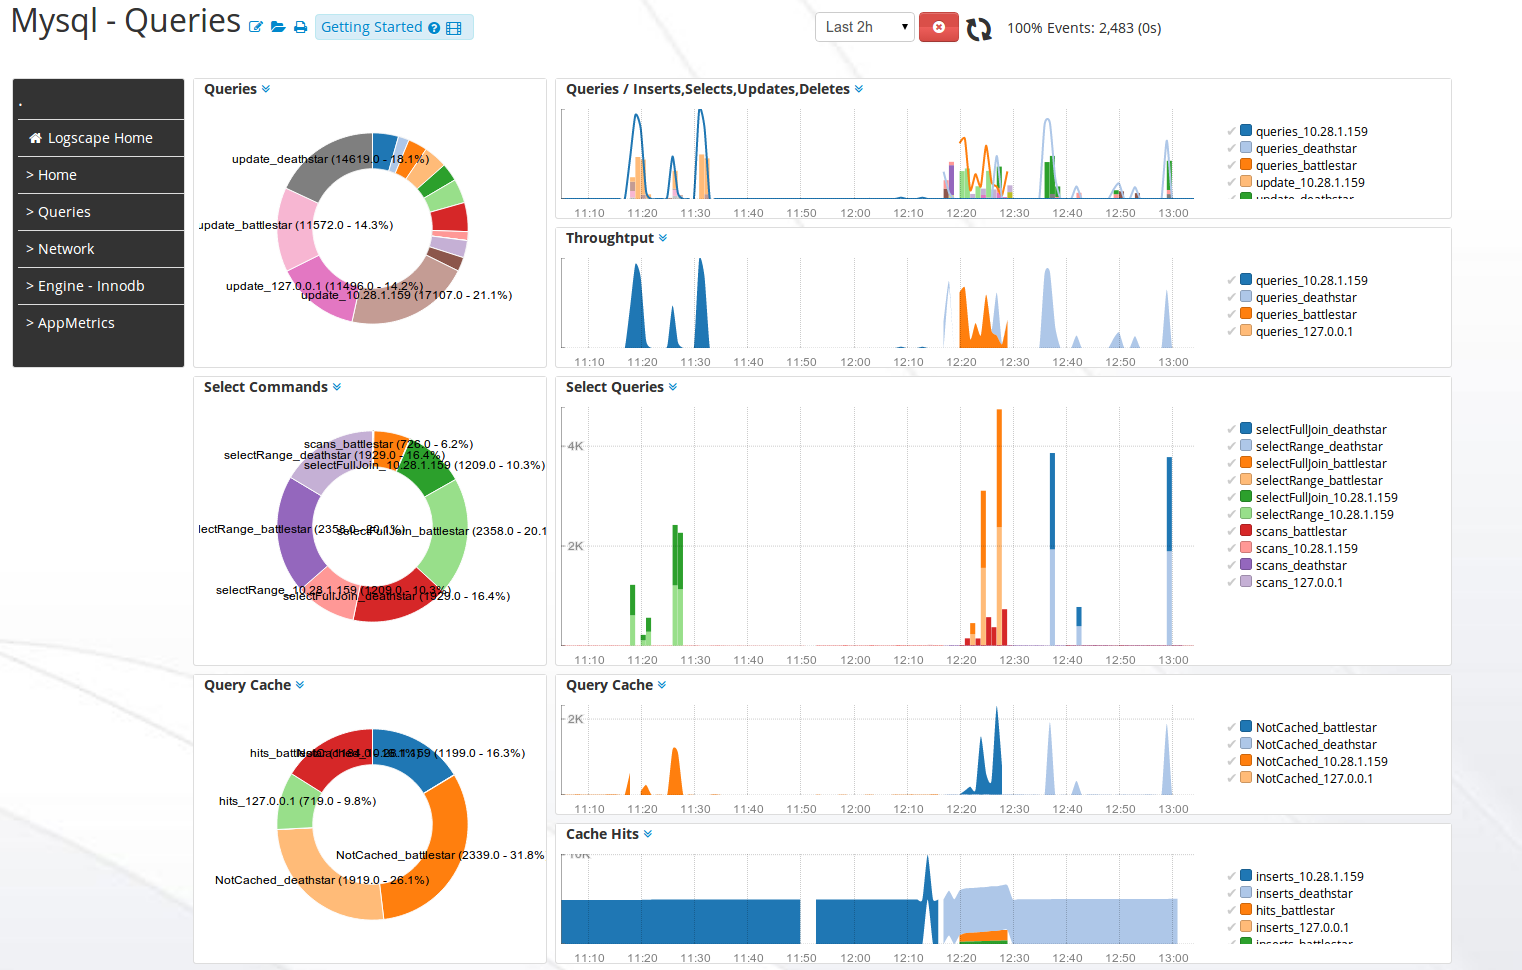 Mysql - Queries
Getting Started
Last 2h
100% Events: 2,483 (0s)
.
Logscape Home
> Home
> Queries
> Network
> Engine - Innodb
> AppMetrics
Queries
update_deathstar (14619.0 - 18.1%)
update_battlestar (11572.0 - 14.3%)
update_127.0.0.1 (11496.0 - 14.2%)
update_10.28.1.159 (17107.0 - 21.1%)
Queries / Inserts,Selects,Updates,Deletes
11:10 11:20 11:30 11:40 11:50 12:00 12:10 12:20 12:30 12:40 12:50 13:00
queries_10.28.1.159
queries_deathstar
queries_battlestar
update_10.28.1.159
update_deathstar
Throughtput
11:10 11:20 11:30 11:40 11:50 12:00 12:10 12:20 12:30 12:40 12:50 13:00
queries_10.28.1.159
queries_deathstar
queries_battlestar
queries_127.0.0.1
Select Commands
scans_battlestar (726.0 - 6.2%)
selectRange_deathstar (1929.0 - 16.4%)
selectFullJoin_10.28.1.159 (1209.0 - 10.3%)
lectRange_battlestar (2358.0 - 20.1%)
selectFullJoin_battlestar (2358.0 - 20.1
selectRange_10.28.1.159 (1209.0 - 10.3%)
selectFullJoin_deathstar (1929.0 - 16.4%)
Select Queries
4K
2K
11:10 11:20 11:30 11:40 11:50 12:00 12:10 12:20 12:30 12:40 12:50 13:00
selectFullJoin_deathstar
selectRange_deathstar
selectFullJoin_battlestar
selectRange_battlestar
selectFullJoin_10.28.1.159
selectRange_10.28.1.159
scans_battlestar
scans_10.28.1.159
scans_deathstar
scans_127.0.0.1
Query Cache
(1199.0 - 16.3%)
hits_127.0.0.1 (719.0 - 9.8%)
NotCached_battlestar (2339.0 - 31.8%
NotCached_deathstar (1919.0 - 26.1%)
Query Cache
2K
11:10 11:20 11:30 11:40 11:50 12:00 12:10 12:20 12:30 12:40 12:50 13:00
NotCached_battlestar
NotCached_deathstar
NotCached_10.28.1.159
NotCached_127.0.0.1
Cache Hits
10K
11:10 11:20 11:30 11:40 11:50 12:00 12:10 12:20 12:30 12:40 12:50 13:00
inserts_10.28.1.159
inserts_deathstar
hits_battlestar
inserts_127.0.0.1
inserts_battlestar